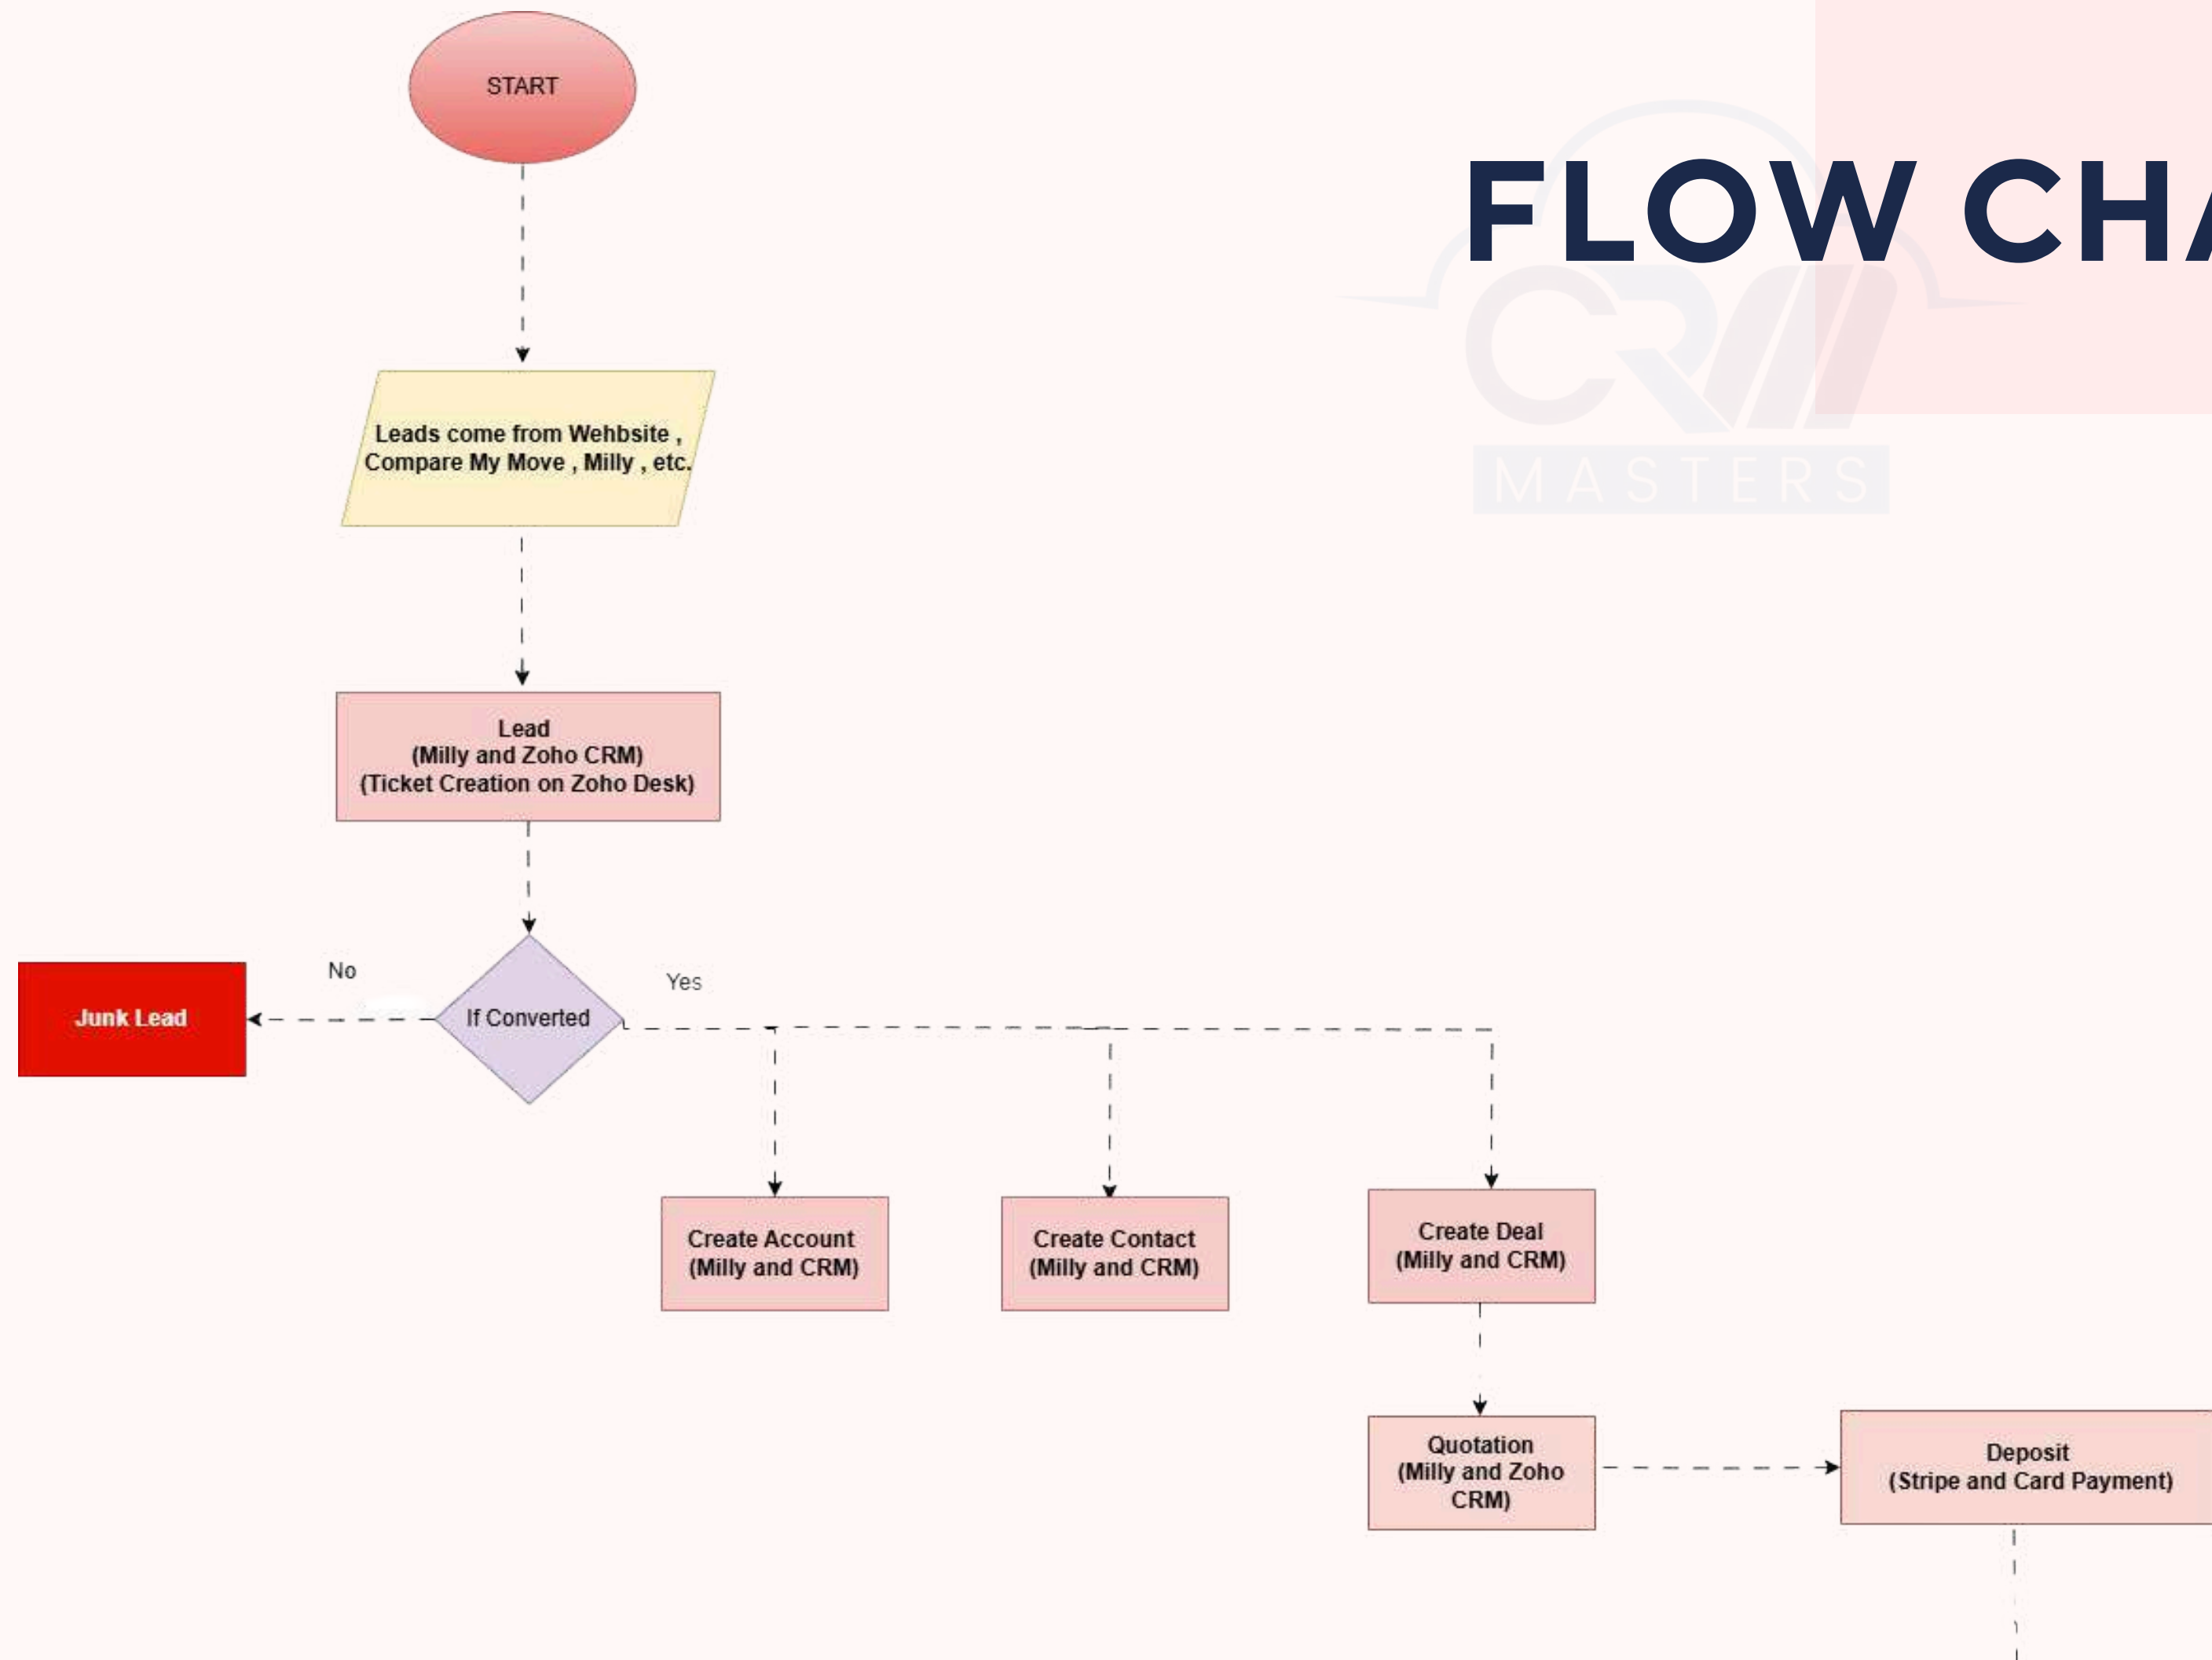 START
FLOW CHA
CRM
MASTERS
Leads come from Wehbsite ,
Compare My Move , Milly , etc.
Lead
(Milly and Zoho CRM)
(Ticket Creation on Zoho Desk)
No
Yes
Junk Lead
If Converted
Create Account
(Milly and CRM)
Create Contact
(Milly and CRM)
Create Deal
(Milly and CRM)
Quotation
(Milly and Zoho
CRM)
Deposit
(Stripe and Card Payment)